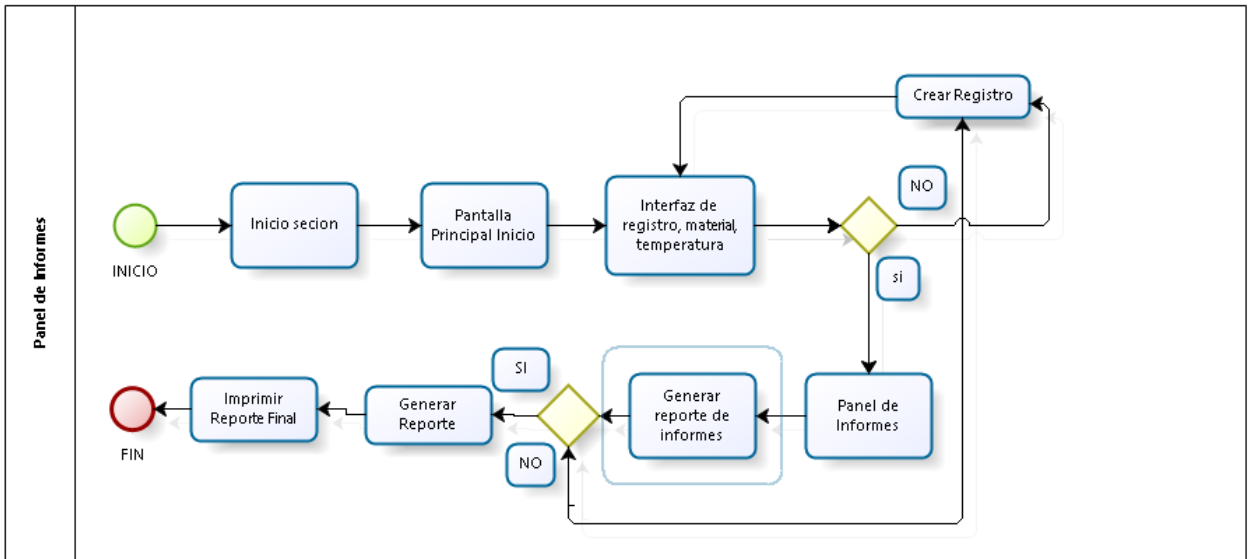 Panel de Informes
Crear Registro
NO
Inicio secion
Pantalla
Principal Inicio
Interfaz de
registro, material,
temperatura
INICIO
si
SI
Imprimir
Reporte Final
Generar
Reporte
Generar
reporte de
informes
Panel de
Informes
FIN
NO